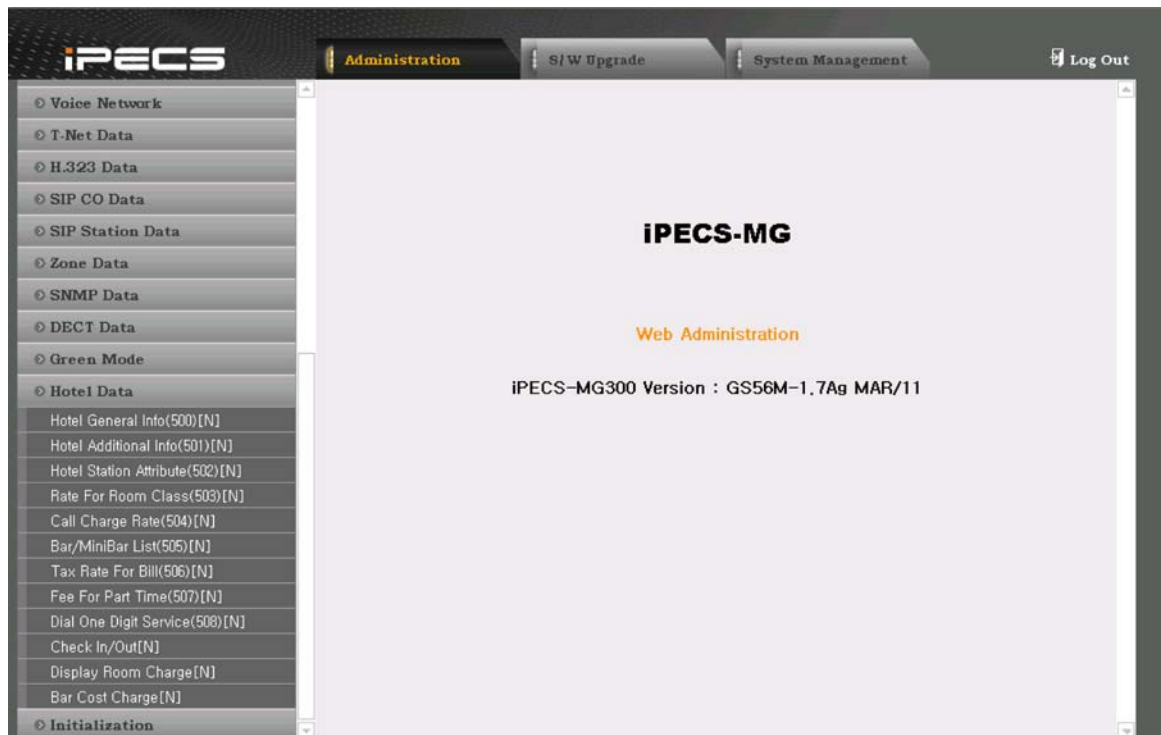 iPECS
Administration
S/W Upgrade
System Management
Log Out
Voice Network
T-Net Data
H.323 Data
SIP CO Data
SIP Station Data
Zone Data
SNMP Data
DECT Data
Green Mode
Hotel Data
Hotel General Info(500)[N]
Hotel Additional Info(501)[N]
Hotel Station Attribute(502)[N]
Rate For Room Class(503)[N]
Call Charge Rate(504)[N]
Bar/MiniBar List(505)[N]
Tax Rate For Bill(506)[N]
Fee For Part Time(507)[N]
Dial One Digit Service(508)[N]
Check In/Out[N]
Display Room Charge[N]
Bar Cost Charge[N]
Initialization
iPECS-MG
Web Administration
iPECS-MG300 Version : GS56M-1.7Ag MAR/11